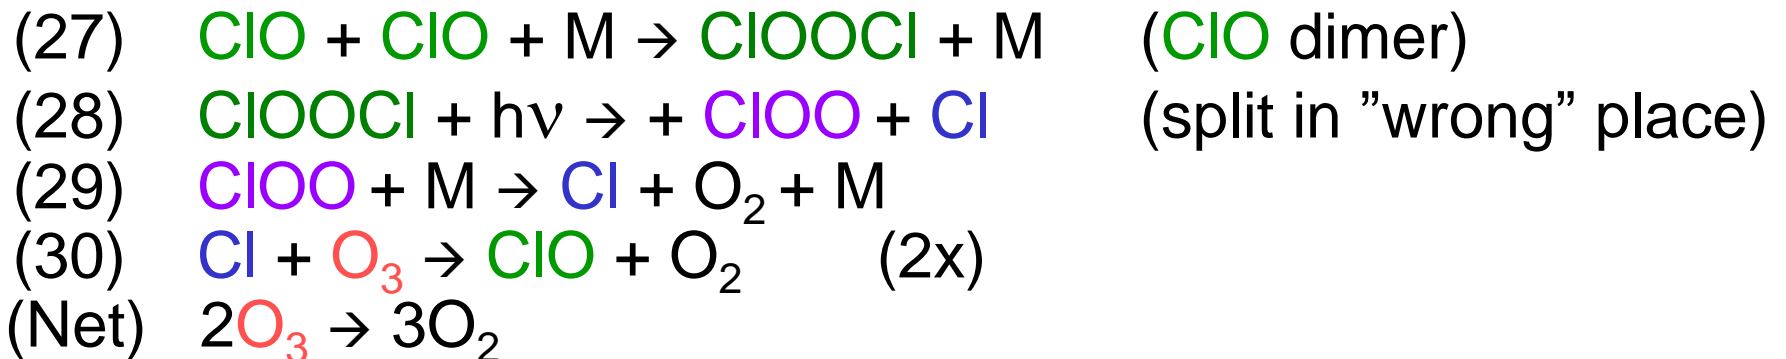 (27) ClO + ClO + M → ClOOCl + M (ClO dimer)
(28) ClOOCl + hν → + ClOO + Cl (split in ”wrong” place)
(29) ClOO + M → Cl + O₂ + M
(30) Cl + O₃ → ClO + O₂ (2x)
(Net) 2O₃ → 3O₂